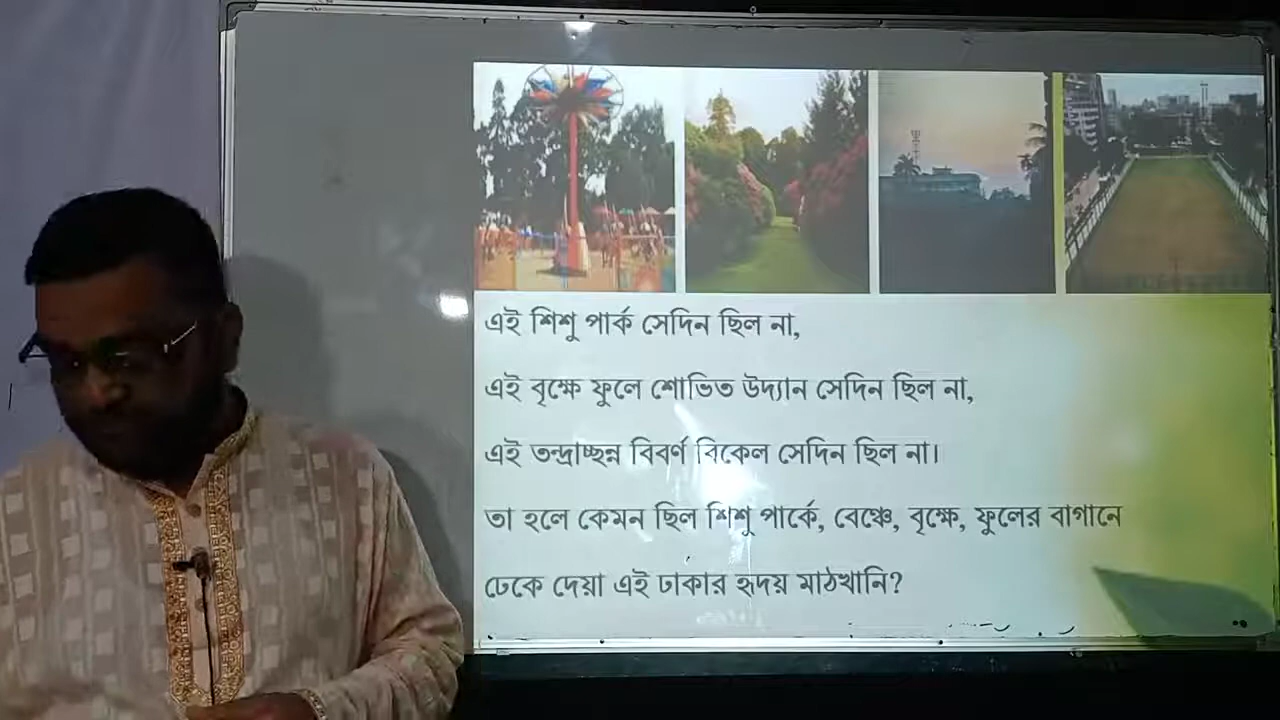 এই শিশু পার্ক সেদিন ছিল না,
এই বৃক্ষে ফুলে শোভিত উদ্যান সেদিন ছিল না,
এই তন্দ্রাচ্ছন্ন বিবর্ণ বিকেল সেদিন ছিল না।
তা হলে কেমন ছিল শিশু পার্কে, বেঞ্চে, বৃক্ষে, ফুলের বাগানে
ঢেকে দেয়া এই ঢাকার হৃদয় মাঠখানি?